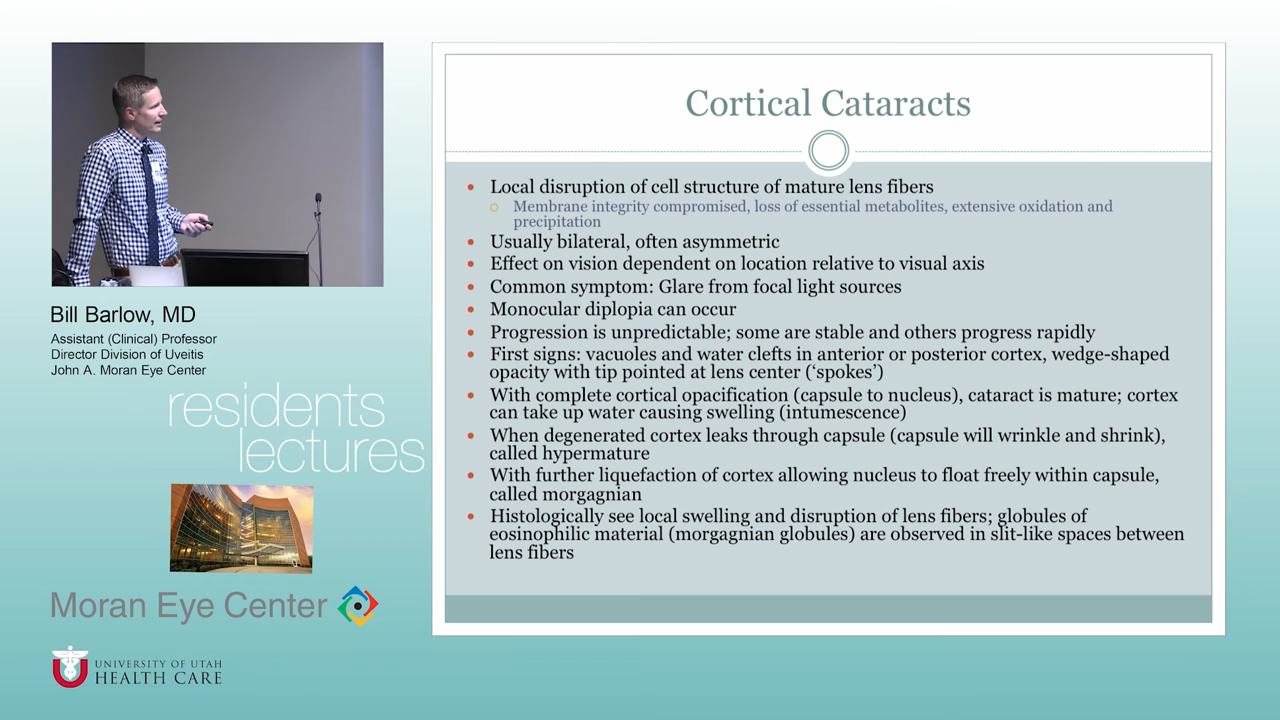 Bill Barlow, MD
Assistant (Clinical) Professor
Director Division of Uveitis
John A. Moran Eye Center
residents
lectures
Moran Eye Center
UNIVERSITY OF UTAH
HEALTH CARE
Cortical Cataracts
Local disruption of cell structure of mature lens fibers
Membrane integrity compromised, loss of essential metabolites, extensive oxidation and
precipitation
Usually bilateral, often asymmetric
Effect on vision dependent on location relative to visual axis
Common symptom: Glare from focal light sources
Monocular diplopia can occur
Progression is unpredictable; some are stable and others progress rapidly
First signs: vacuoles and water clefts in anterior or posterior cortex, wedge-shaped
opacity with tip pointed at lens center (‘spokes’)
With complete cortical opacification (capsule to nucleus), cataract is mature; cortex
can take up water causing swelling (intumescence)
When degenerated cortex leaks through capsule (capsule will wrinkle and shrink),
called hypermature
With further liquefaction of cortex allowing nucleus to float freely within capsule,
called morgagnian
Histologically see local swelling and disruption of lens fibers; globules of
eosinophilic material (morgagnian globules) are observed in slit-like spaces between
lens fibers